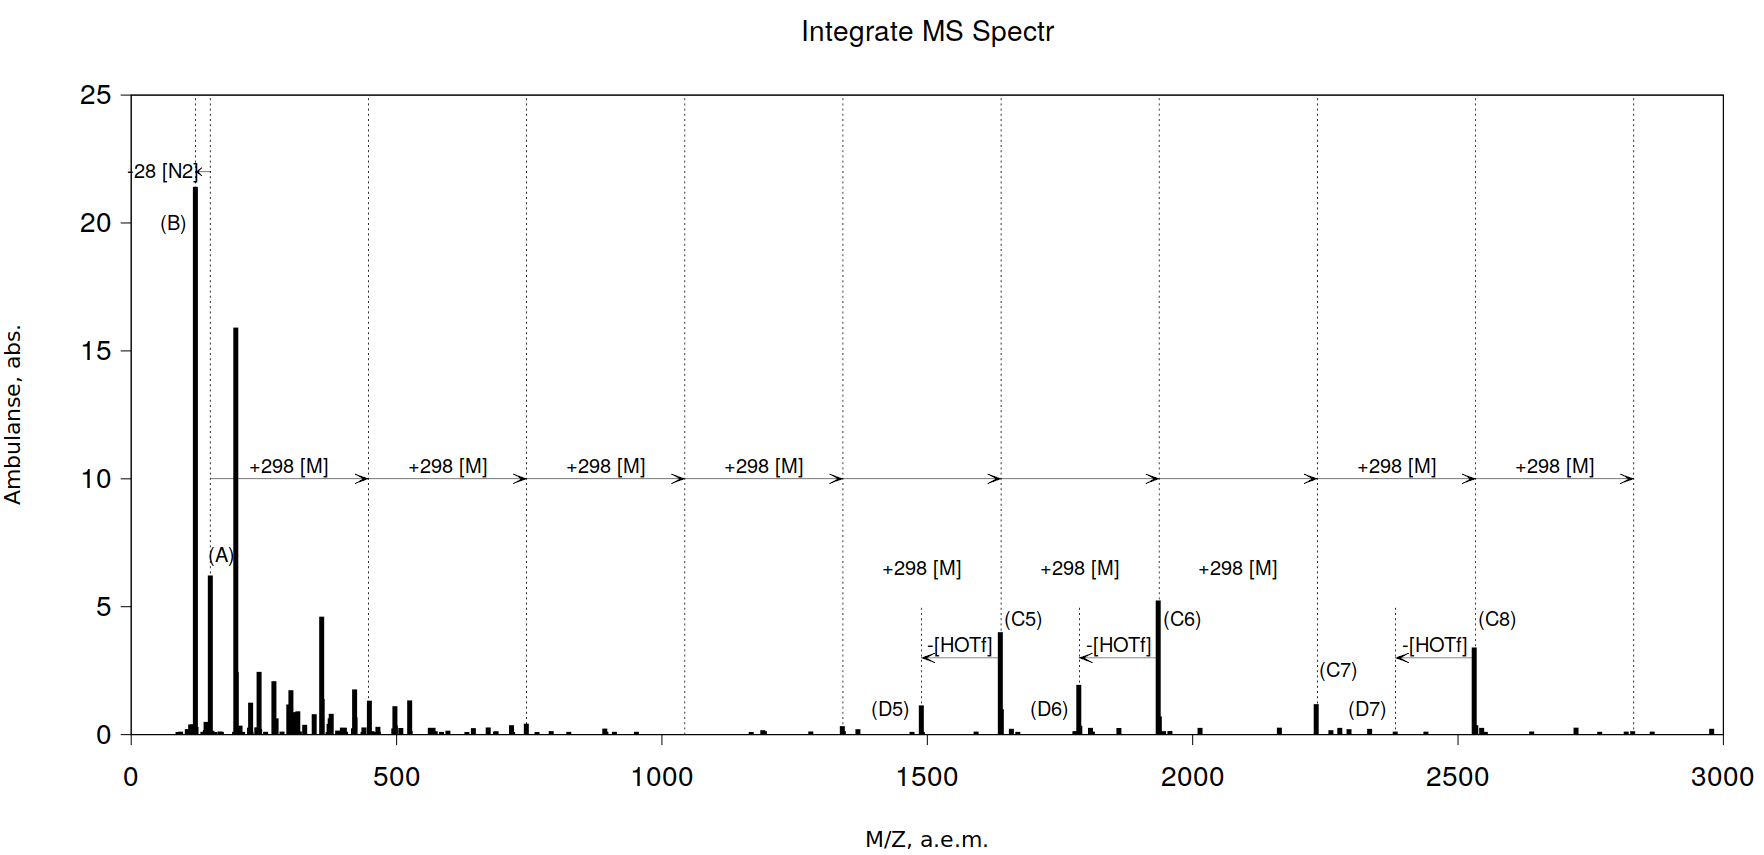 Integrate MS Spectr
25
-28 [N2]
20
(B)
15
Ambulanse, abs.
+298 [M] +298 [M] +298 [M] +298 [M] +298 [M] +298 [M]
10
(A)
+298 [M] +298 [M] +298 [M]
5
(C5) (C6) (C8)
-[HOTf] -[HOTf] -[HOTf]
(C7)
(D5) (D6) (D7)
0
0 500 1000 1500 2000 2500 3000
M/Z, a.e.m.